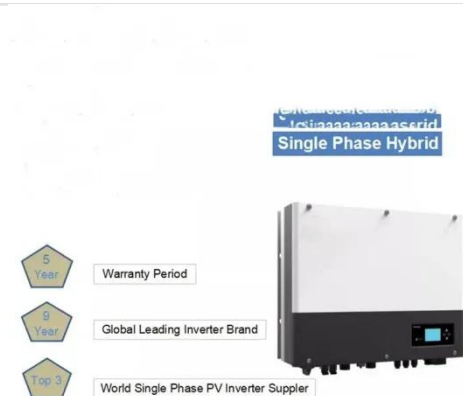 Single Phase Hybrid
5
Year
Warranty Period
9
Year
Global Leading Inverter Brand
Top 3
World Single Phase PV Inverter Suppler